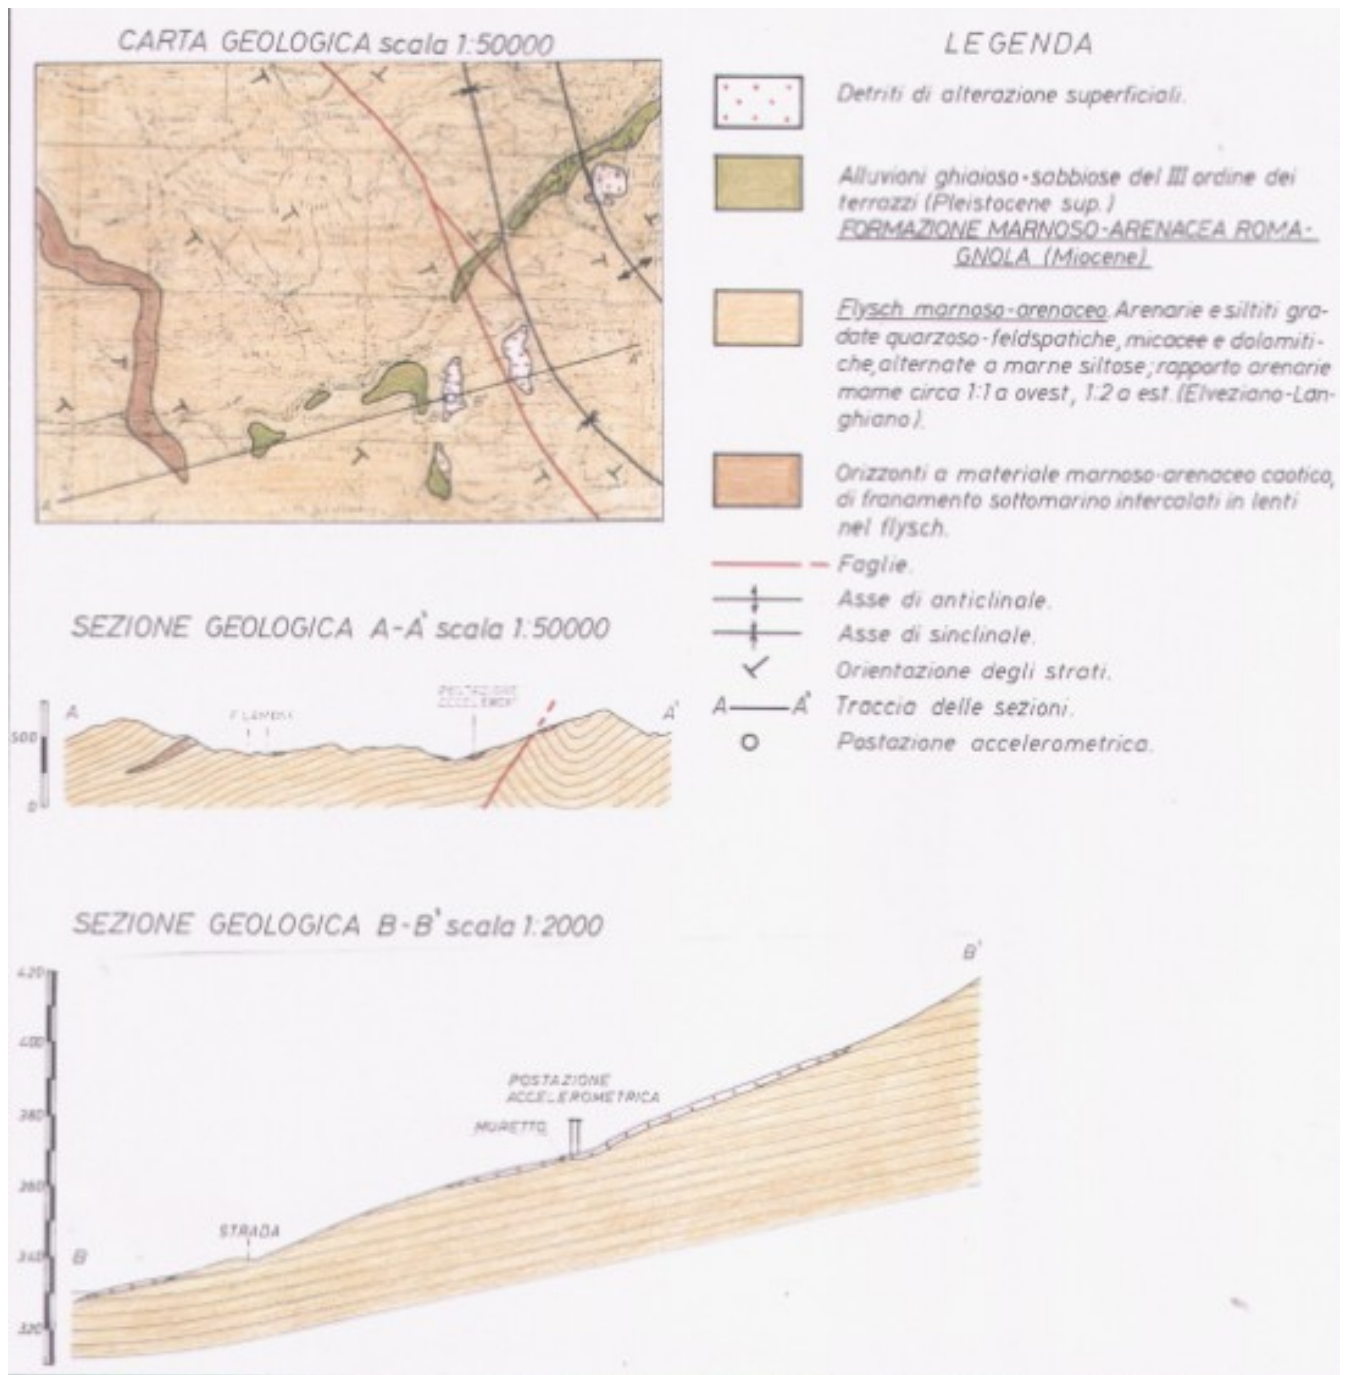 CARTA GEOLOGICA scala 1:50000
A
A'
LEGENDA
Detriti di alterazione superficiali.
Alluvioni ghiaioso-sabbiose del III ordine dei
terrazzi (Pleistocene sup.)
FORMAZIONE MARNOSO-ARENACEA ROMA-
GNOLA (Miocene)
Flysch marnoso-arenaceo. Arenarie e siltiti gra-
date quarzoso-feldspatiche, micacee e dolomiti-
che, alternate a marne siltose; rapporto arenarie
marne circa 1:1 a ovest, 1:2 a est. (Elveziano-Lan-
ghiano).
Orizzonti a materiale marnoso-arenaceo caotico,
di franamento sottomarino intercalati in lenti
nel flysch.
Faglie.
Asse di anticlinale.
Asse di sinclinale.
Orientazione degli strati.
A A' Traccia delle sezioni.
Postazione accelerometrica.
SEZIONE GEOLOGICA A-A' scala 1:50000
500
0
A
POSTAZIONE
A'
SEZIONE GEOLOGICA B-B' scala 1:2000
420
400
380
360
340
320
B
STRADA
MURETTO
POSTAZIONE
ACCELEROMETRICA
B'